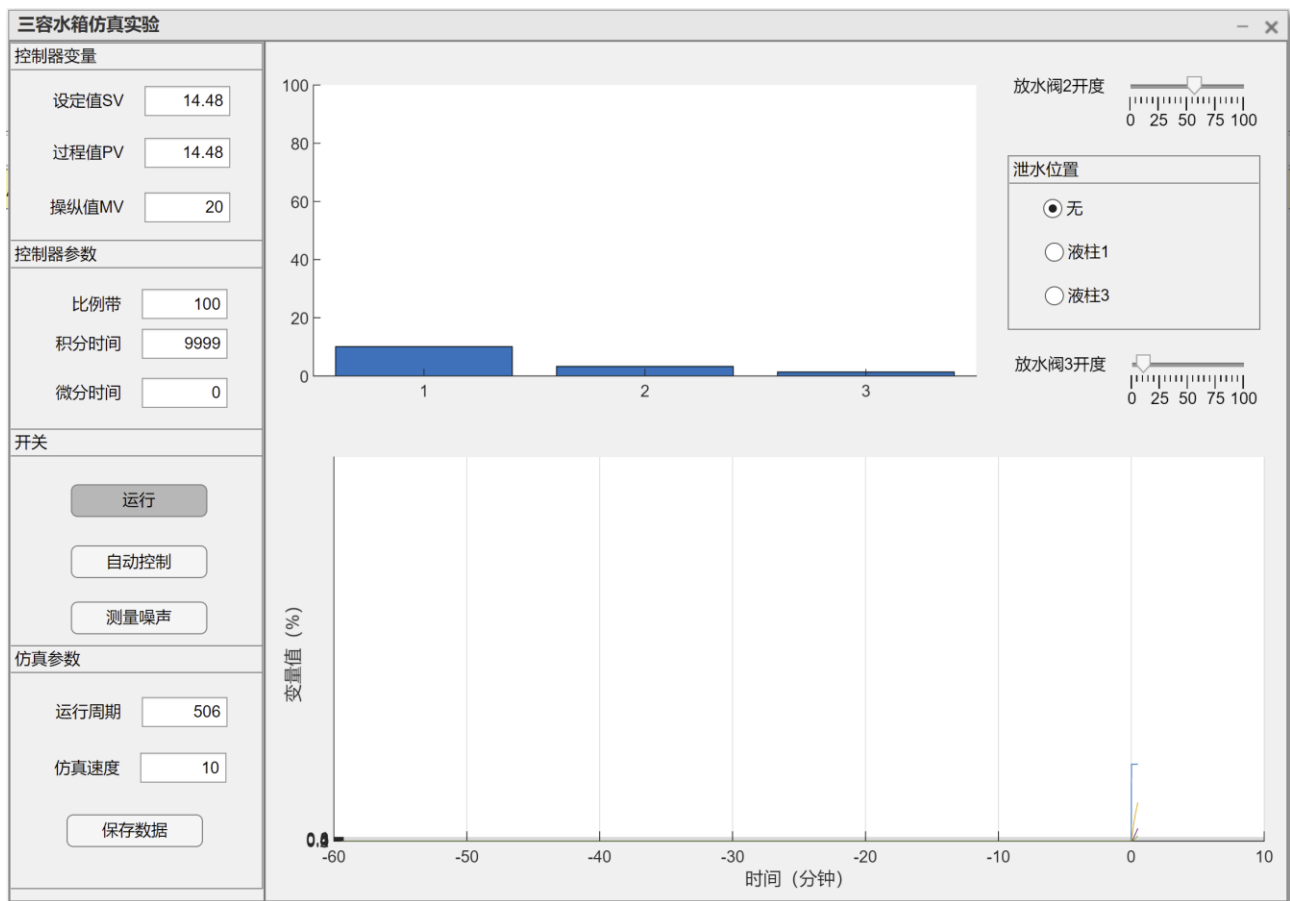 三容水箱仿真实验
控制器变量
设定值SV 14.48
过程值PV 14.48
操纵值MV 20
控制器参数
比例带 100
积分时间 9999
微分时间 0
开关
运行
自动控制
测量噪声
仿真参数
运行周期 506
仿真速度 10
保存数据
100
80
60
40
20
0
1 2 3
放水阀2开度
0 25 50 75 100
泄水位置
无
液柱1
液柱3
放水阀3开度
0 25 50 75 100
变量值（%）
-60 -50 -40 -30 -20 -10 0 10
时间（分钟）